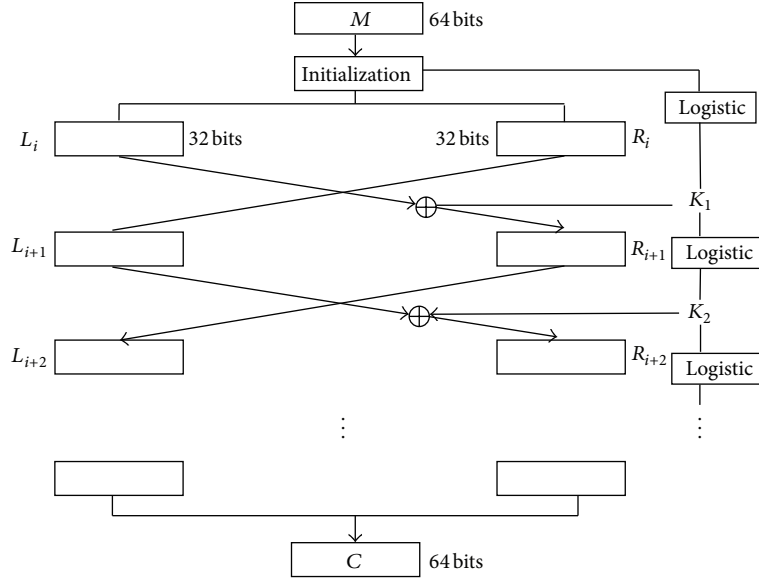 M 64 bits
Initialization
Logistic
L_i 32 bits 32 bits R_i
K_1
L_{i+1} R_{i+1} Logistic
K_2
L_{i+2} R_{i+2} Logistic
⋮ ⋮
C 64 bits